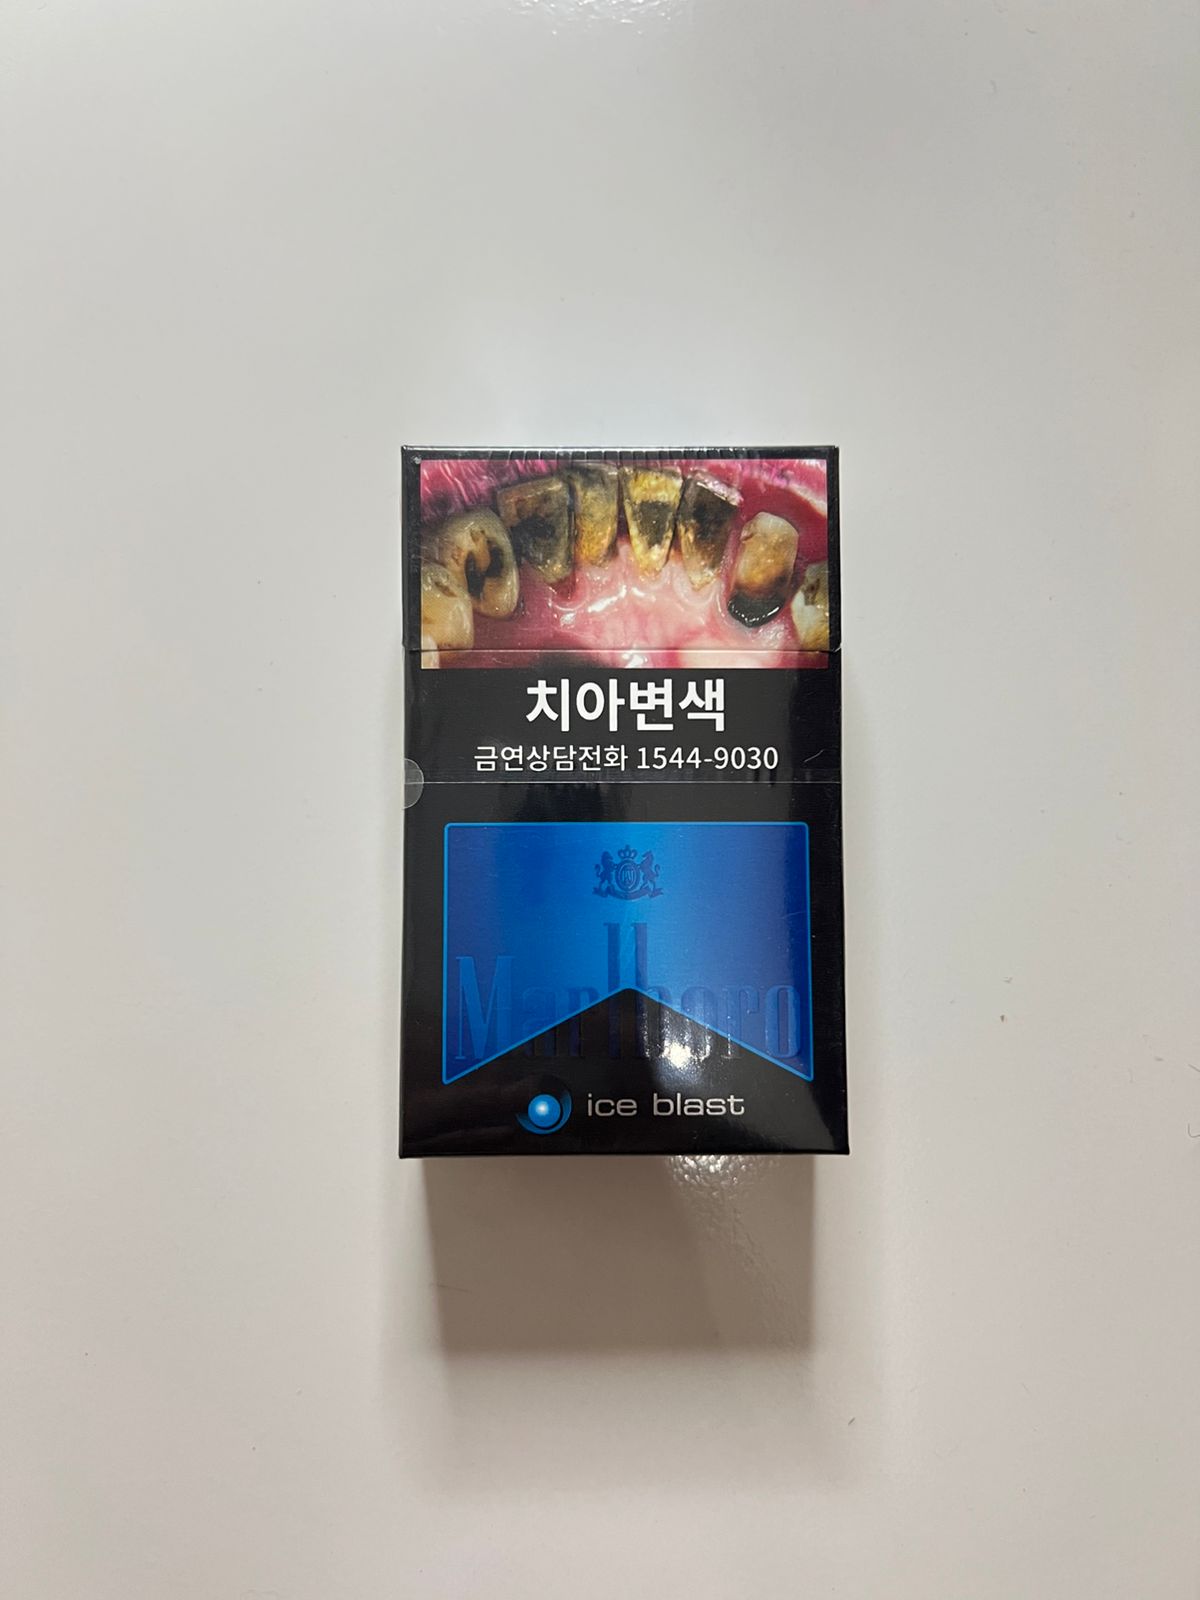 치아변색
금연상담전화 1544-9030
Marlboro
ice blast